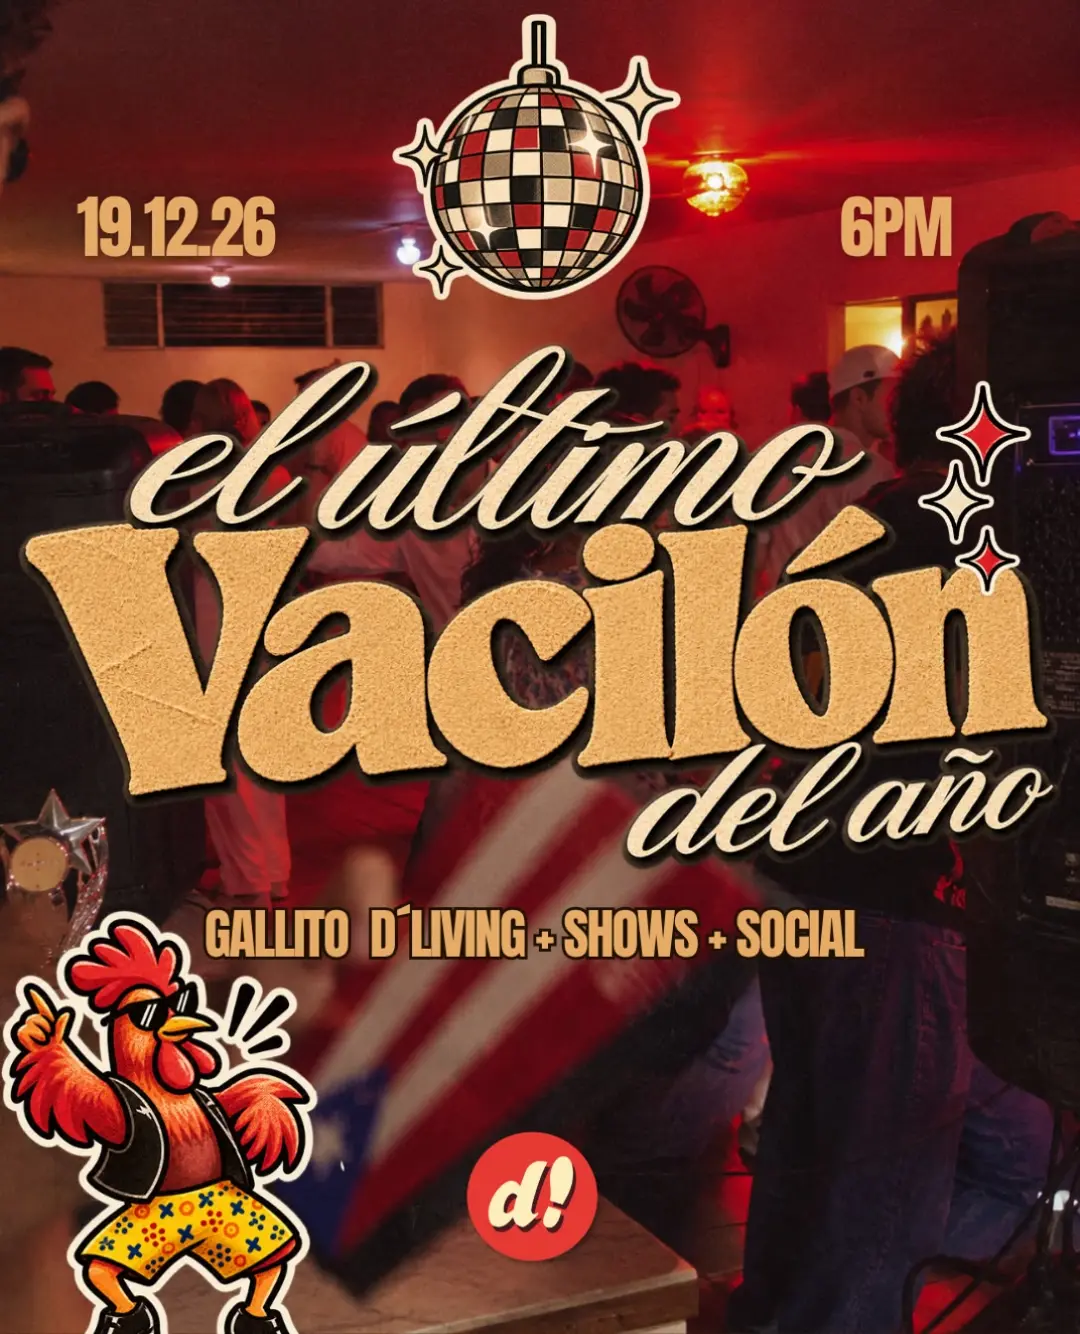 19.12.26
6PM
el último
Vacilón
del año
GALLITO D´LIVING + SHOWS + SOCIAL
d!